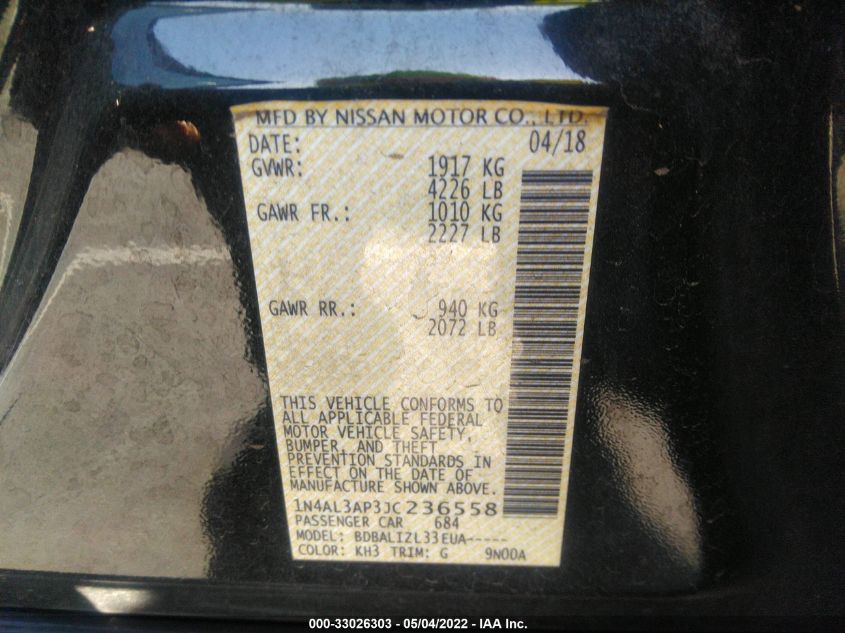 MFD BY NISSAN MOTOR CO., LTD.
DATE: 04/18
GVWR: 1917 KG
4226 LB
GAWR FR.: 1010 KG
2227 LB
GAWR RR.: 940 KG
2072 LB
THIS VEHICLE CONFORMS TO
ALL APPLICABLE FEDERAL
MOTOR VEHICLE SAFETY,
BUMPER, AND THEFT
PREVENTION STANDARDS IN
EFFECT ON THE DATE OF
MANUFACTURE SHOWN ABOVE.
1N4AL3AP3JC236558
PASSENGER CAR 684
MODEL: BDBALIZL33EUA-----
COLOR: KH3 TRIM: G 9N00A
000-33026303 - 05/04/2022 - IAA Inc.